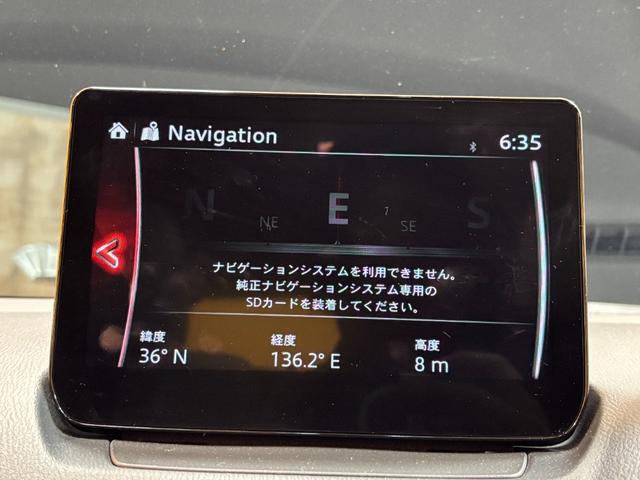 Navigation
6:35
N NE E SE S
ナビゲーションシステムを利用できません。
純正ナビゲーションシステム専用の
SDカードを装着してください。
緯度 経度 高度
36° N 136.2° E 8 m